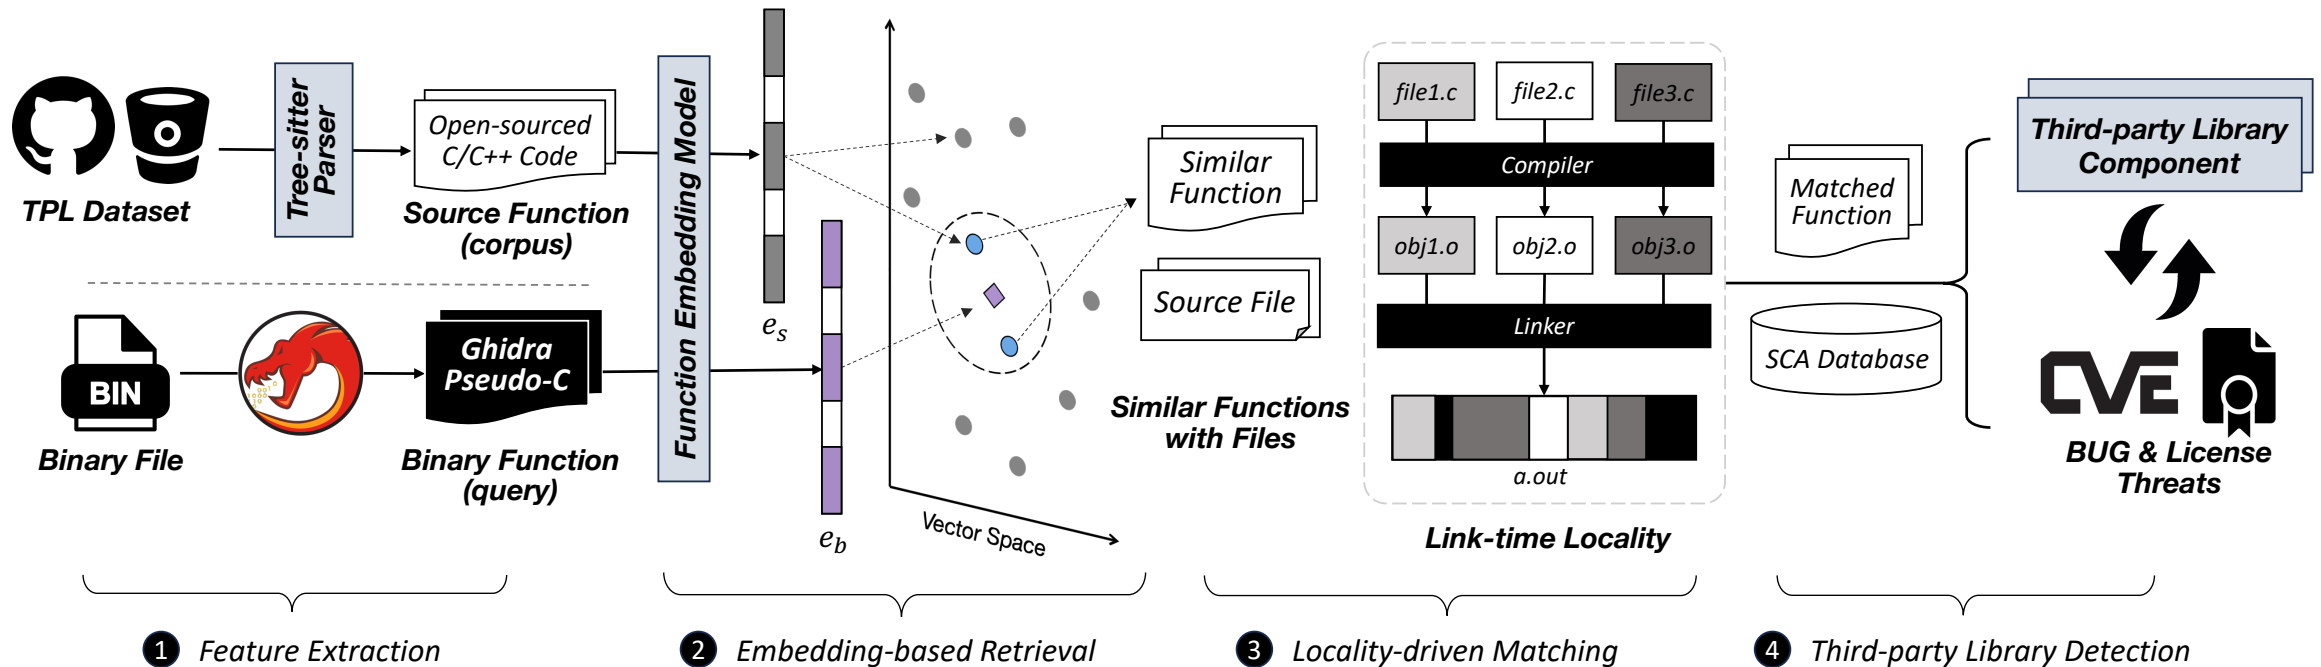 TPL Dataset
Tree-sitter
Parser
Open-sourced
C/C++ Code
Source Function
(corpus)
BIN
Binary File
Ghidra
Pseudo-C
Binary Function
(query)
Function Embedding Model
e_s
e_b
Vector Space
Similar
Function
Source File
Similar Functions
with Files
file1.c
file2.c
file3.c
Compiler
obj1.o
obj2.o
obj3.o
Linker
a.out
Link-time Locality
Matched
Function
SCA Database
Third-party Library
Component
CVE
BUG & License
Threats
1 Feature Extraction
2 Embedding-based Retrieval
3 Locality-driven Matching
4 Third-party Library Detection